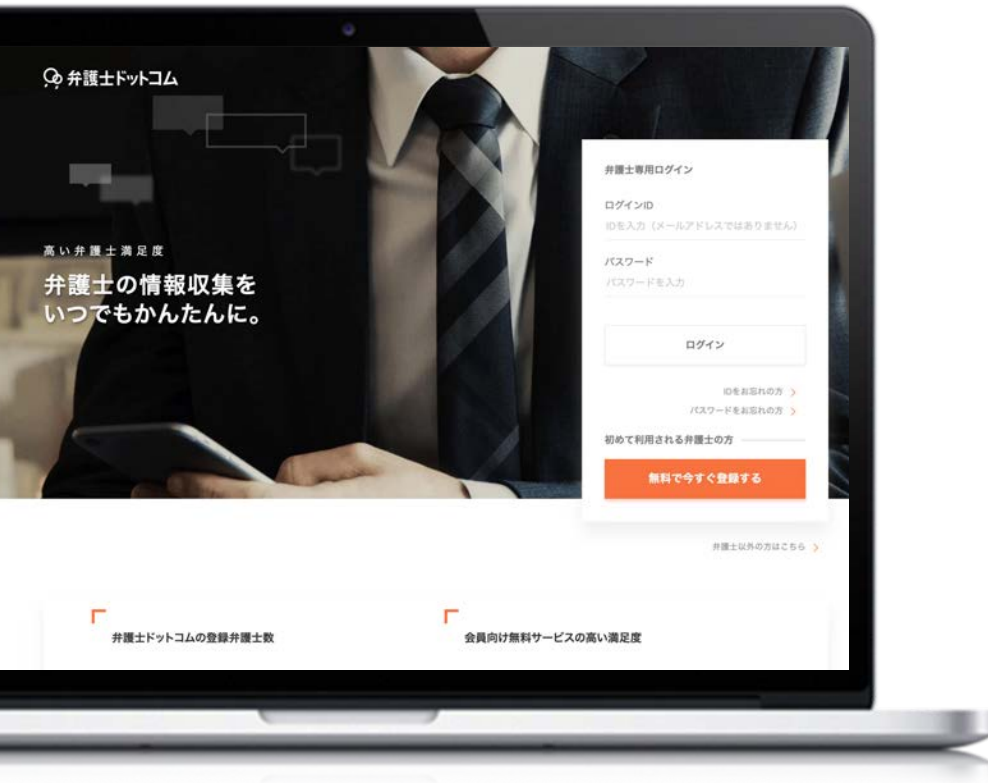 弁護士ドットコム
高い弁護士満足度
弁護士の情報収集を
いつでもかんたんに。
弁護士専用ログイン
ログインID
IDを入力（メールアドレスではありません）
パスワード
パスワードを入力
ログイン
IDをお忘れの方
パスワードをお忘れの方
初めて利用される弁護士の方
無料で今すぐ登録する
弁護士以外の方はこちら
弁護士ドットコムの登録弁護士数
会員向け無料サービスの高い満足度